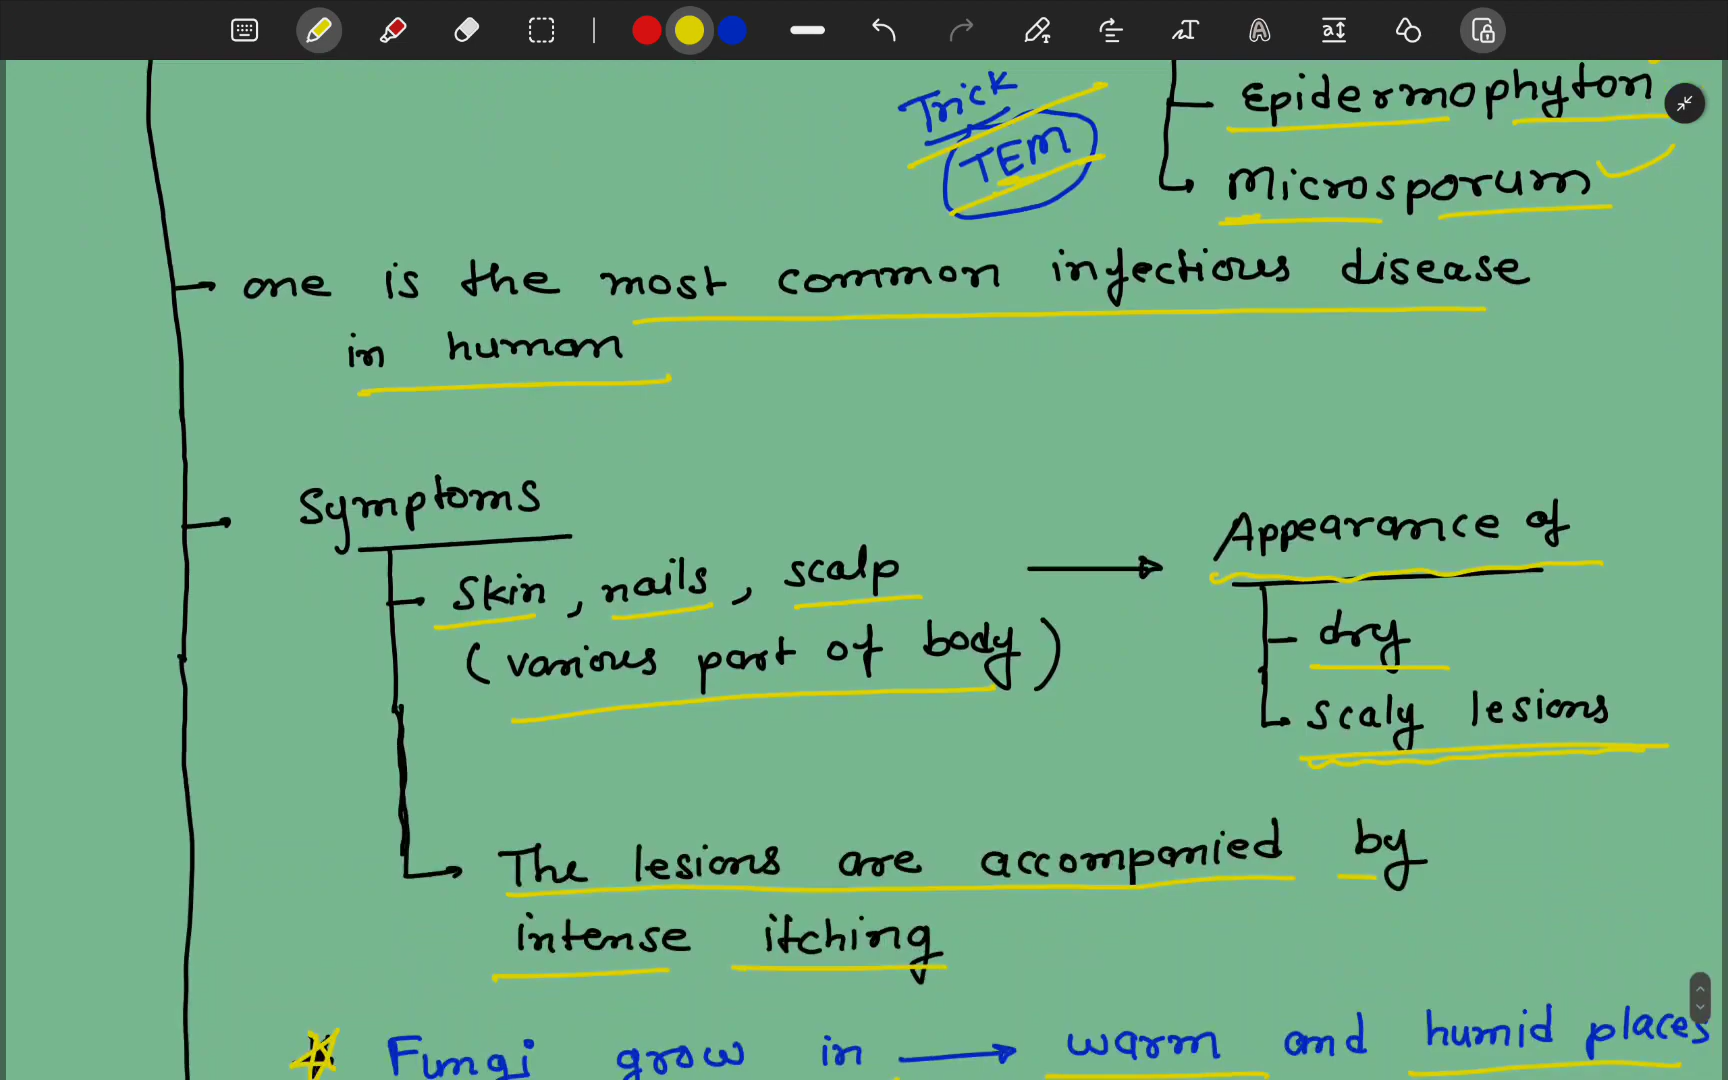 Trick
TEM
Epidermophyton
Microsporum
one is the most common infectious disease
in human
Symptoms
Skin, nails, scalp
(various part of body)
Appearance of
dry
scaly lesions
The lesions are accompanied by
intense itching
Fungi grow in → warm and humid places